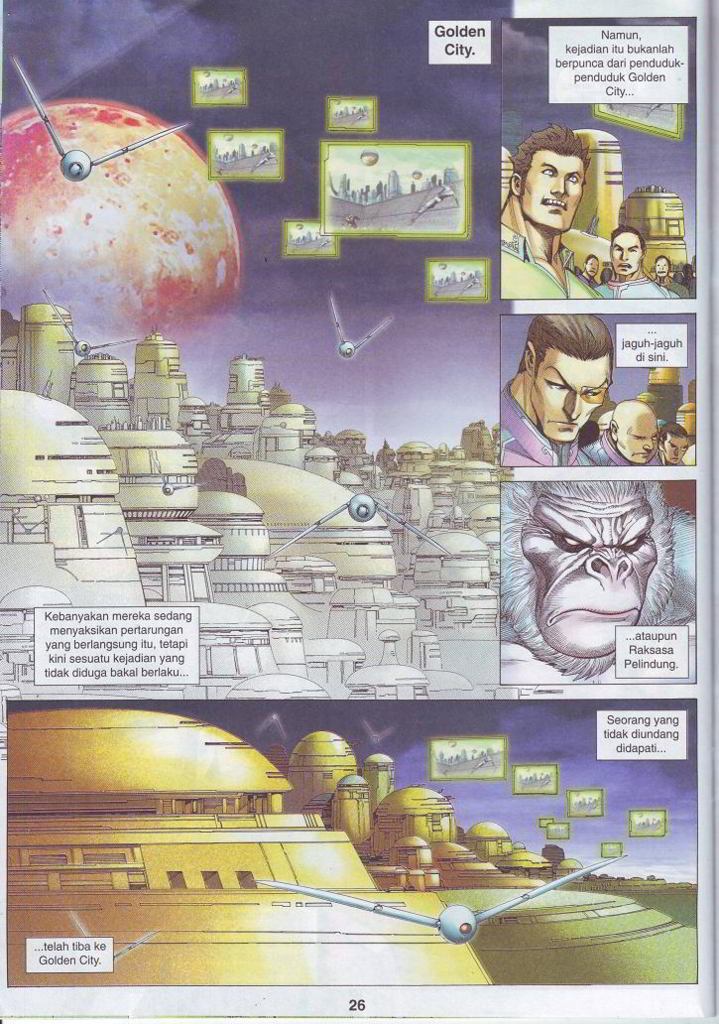 Golden
City.
Kebanyakan mereka sedang
menyaksikan pertarungan
yang berlangsung itu, tetapi
kini sesuatu kejadian yang
tidak diduga bakal berlaku...
Namun,
kejadian itu bukanlah
berpunca dari penduduk-
penduduk Golden
City...
...
jaguh-jaguh
di sini.
...ataupun
Raksasa
Pelindung.
Seorang yang
tidak diundang
didapati...
...telah tiba ke
Golden City.
26